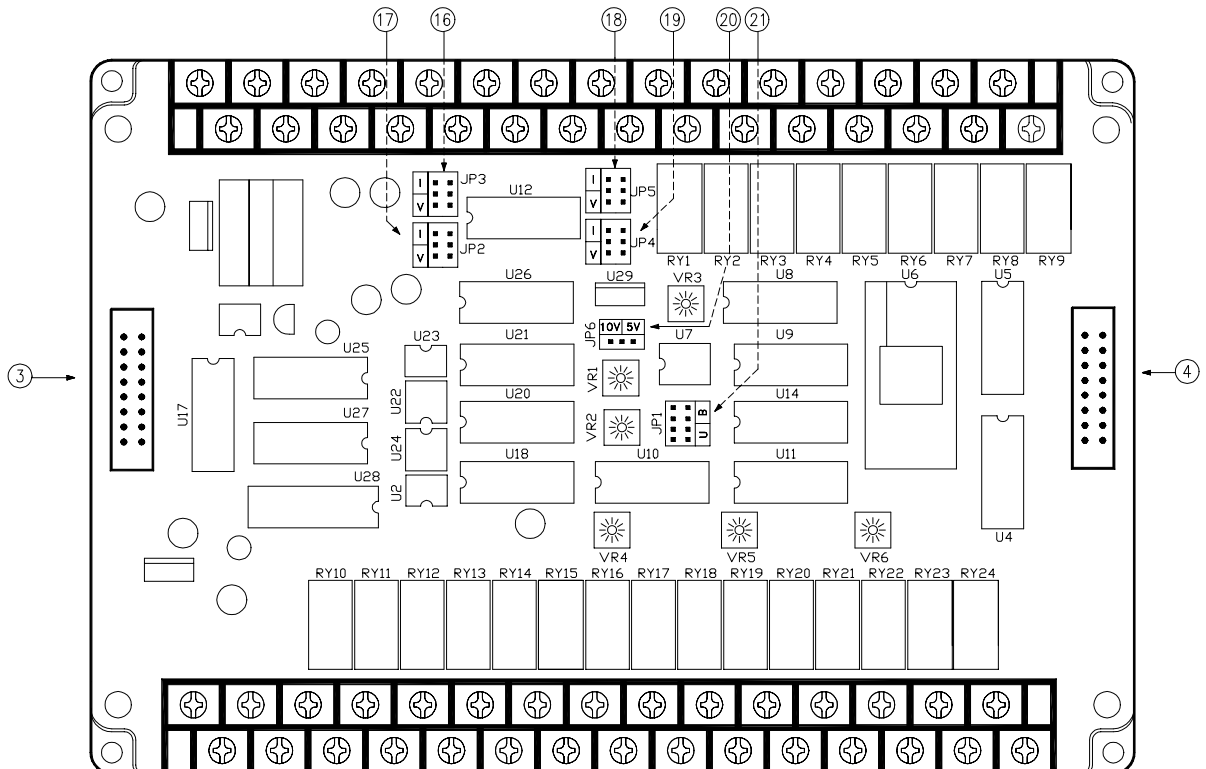 17 16 18 19 20 21
I V JP3
U12
I V JP5
I V JP2
I V JP4
RY1 RY2 RY3 RY4 RY5 RY6 RY7 RY8 RY9
U26 U29 VR3 U8 U6 U5
10V 5V
JP6
U25 U23 U21 U7 U9
3 4
VR1
U17 U27 U22 U20 U14
VR2 JP1 B U
U24
U28 U2 U18 U10 U11
VR4 VR5 VR6 U4
RY10 RY11 RY12 RY13 RY14 RY15 RY16 RY17 RY18 RY19 RY20 RY21 RY22 RY23 RY24